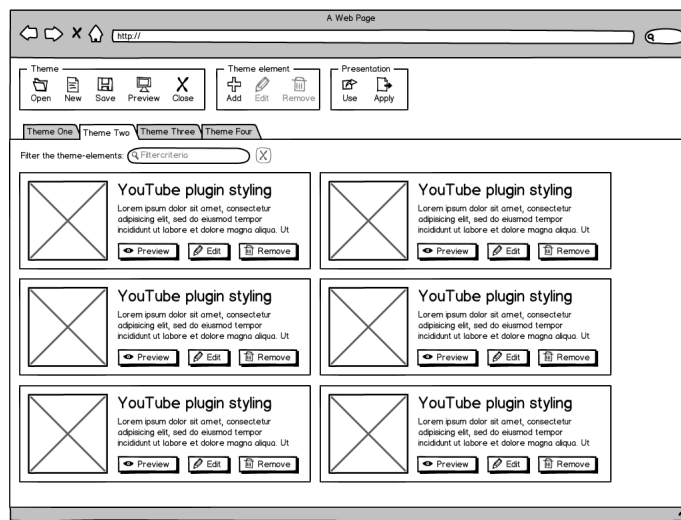 A Web Page
http://
Theme
Theme element
Presentation
Open New Save Preview Close
Add Edit Remove
Use Apply
Theme One Theme Two Theme Three Theme Four
Filter the theme-elements: Filtercriteria X
YouTube plugin styling
Lorem ipsum dolor sit amet, consectetur
adipisicing elit, sed do eiusmod tempor
incididunt ut labore et dolore magna aliqua. Ut
Preview Edit Remove
YouTube plugin styling
Lorem ipsum dolor sit amet, consectetur
adipisicing elit, sed do eiusmod tempor
incididunt ut labore et dolore magna aliqua. Ut
Preview Edit Remove
YouTube plugin styling
Lorem ipsum dolor sit amet, consectetur
adipisicing elit, sed do eiusmod tempor
incididunt ut labore et dolore magna aliqua. Ut
Preview Edit Remove
YouTube plugin styling
Lorem ipsum dolor sit amet, consectetur
adipisicing elit, sed do eiusmod tempor
incididunt ut labore et dolore magna aliqua. Ut
Preview Edit Remove
YouTube plugin styling
Lorem ipsum dolor sit amet, consectetur
adipisicing elit, sed do eiusmod tempor
incididunt ut labore et dolore magna aliqua. Ut
Preview Edit Remove
YouTube plugin styling
Lorem ipsum dolor sit amet, consectetur
adipisicing elit, sed do eiusmod tempor
incididunt ut labore et dolore magna aliqua. Ut
Preview Edit Remove